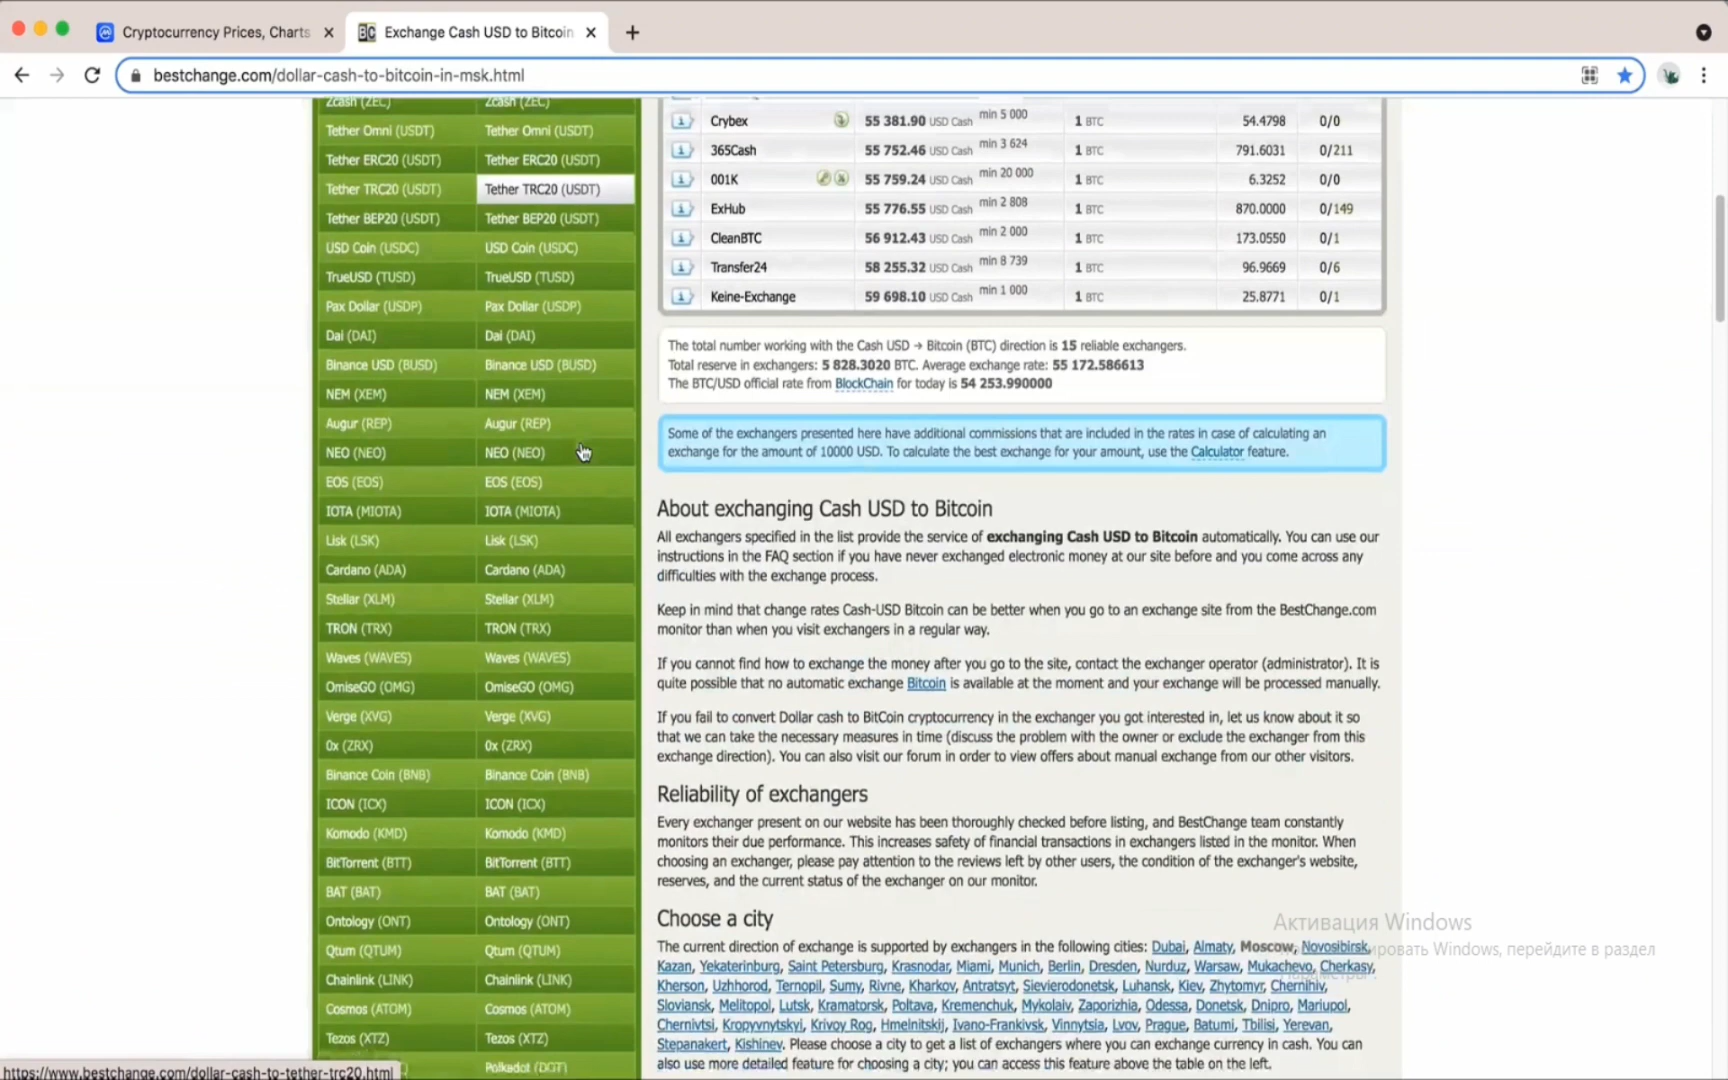 Cryptocurrency Prices, Charts
Exchange Cash USD to Bitcoin
bestchange.com/dollar-cash-to-bitcoin-in-msk.html
Zcash (ZEC) Zcash (ZEC)
Tether Omni (USDT) Tether Omni (USDT)
Tether ERC20 (USDT) Tether ERC20 (USDT)
Tether TRC20 (USDT) Tether TRC20 (USDT)
Tether BEP20 (USDT) Tether BEP20 (USDT)
USD Coin (USDC) USD Coin (USDC)
TrueUSD (TUSD) TrueUSD (TUSD)
Pax Dollar (USDP) Pax Dollar (USDP)
Dai (DAI) Dai (DAI)
Binance USD (BUSD) Binance USD (BUSD)
NEM (XEM) NEM (XEM)
Augur (REP) Augur (REP)
NEO (NEO) NEO (NEO)
EOS (EOS) EOS (EOS)
IOTA (MIOTA) IOTA (MIOTA)
Lisk (LSK) Lisk (LSK)
Cardano (ADA) Cardano (ADA)
Stellar (XLM) Stellar (XLM)
TRON (TRX) TRON (TRX)
Waves (WAVES) Waves (WAVES)
OmiseGO (OMG) OmiseGO (OMG)
Verge (XVG) Verge (XVG)
0x (ZRX) 0x (ZRX)
Binance Coin (BNB) Binance Coin (BNB)
ICON (ICX) ICON (ICX)
Komodo (KMD) Komodo (KMD)
BitTorrent (BTT) BitTorrent (BTT)
BAT (BAT) BAT (BAT)
Ontology (ONT) Ontology (ONT)
Qtum (QTUM) Qtum (QTUM)
Chainlink (LINK) Chainlink (LINK)
Cosmos (ATOM) Cosmos (ATOM)
Tezos (XTZ) Tezos (XTZ)
Polkadot (DOT)
Crybex 55 381.90 USD Cash min 5 000 1 BTC 54.4798 0/0
365Cash 55 752.46 USD Cash min 3 624 1 BTC 791.6031 0/211
001K 55 759.24 USD Cash min 20 000 1 BTC 6.3252 0/0
ExHub 55 776.55 USD Cash min 2 808 1 BTC 870.0000 0/149
CleanBTC 56 912.43 USD Cash min 2 000 1 BTC 173.0550 0/1
Transfer24 58 255.32 USD Cash min 8 739 1 BTC 96.9669 0/6
Keine-Exchange 59 698.10 USD Cash min 1 000 1 BTC 25.8771 0/1
The total number working with the Cash USD → Bitcoin (BTC) direction is 15 reliable exchangers.
Total reserve in exchangers: 5 828.3020 BTC. Average exchange rate: 55 172.586613
The BTC/USD official rate from BlockChain for today is 54 253.990000
Some of the exchangers presented here have additional commissions that are included in the rates in case of calculating an
exchange for the amount of 10000 USD. To calculate the best exchange for your amount, use the Calculator feature.
About exchanging Cash USD to Bitcoin
All exchangers specified in the list provide the service of exchanging Cash USD to Bitcoin automatically. You can use our
instructions in the FAQ section if you have never exchanged electronic money at our site before and you come across any
difficulties with the exchange process.
Keep in mind that change rates Cash-USD Bitcoin can be better when you go to an exchange site from the BestChange.com
monitor than when you visit exchangers in a regular way.
If you cannot find how to exchange the money after you go to the site, contact the exchanger operator (administrator). It is
quite possible that no automatic exchange Bitcoin is available at the moment and your exchange will be processed manually.
If you fail to convert Dollar cash to BitCoin cryptocurrency in the exchanger you got interested in, let us know about it so
that we can take the necessary measures in time (discuss the problem with the owner or exclude the exchanger from this
exchange direction). You can also visit our forum in order to view offers about manual exchange from our other visitors.
Reliability of exchangers
Every exchanger present on our website has been thoroughly checked before listing, and BestChange team constantly
monitors their due performance. This increases safety of financial transactions in exchangers listed in the monitor. When
choosing an exchanger, please pay attention to the reviews left by other users, the condition of the exchanger's website,
reserves, and the current status of the exchanger on our monitor.
Choose a city
The current direction of exchange is supported by exchangers in the following cities: Dubai, Almaty, Moscow, Novosibirsk,
Kazan, Yekaterinburg, Saint Petersburg, Krasnodar, Miami, Munich, Berlin, Dresden, Nurduz, Warsaw, Mukachevo, Cherkasy,
Kherson, Uzhhorod, Ternopil, Sumy, Rivne, Kharkov, Antratsyt, Sievierodonetsk, Luhansk, Kiev, Zhytomyr, Chernihiv,
Sloviansk, Melitopol, Lutsk, Kramatorsk, Poltava, Kremenchuk, Mykolaiv, Zaporizhia, Odessa, Donetsk, Dnipro, Mariupol,
Chernivtsi, Kropyvnytskyi, Krivoy Rog, Hmelnitskij, Ivano-Frankivsk, Vinnytsia, Lvov, Prague, Batumi, Tbilisi, Yerevan,
Stepanakert, Kishinev. Please choose a city to get a list of exchangers where you can exchange currency in cash. You can
also use more detailed feature for choosing a city; you can access this feature above the table on the left.
Активация Windows
Windows, перейдите в раздел
https://www.bestchange.com/dollar-cash-to-tether-trc20.html